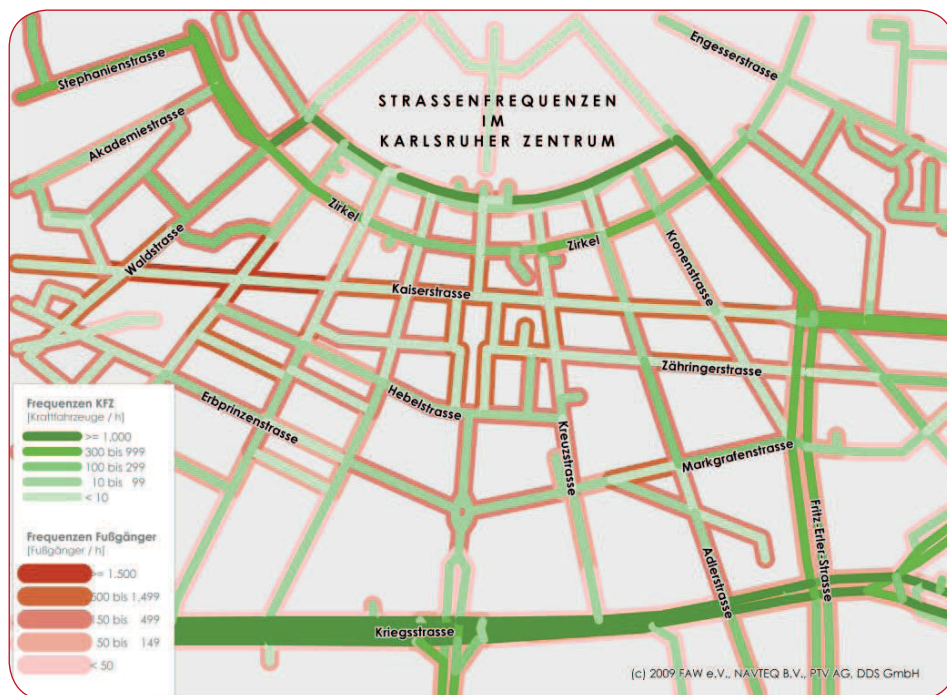 STRASSENFREQUENZEN
IM
KARLSRUHER ZENTRUM
Stephanienstrasse
Engesserstrasse
Akademiestrasse
Waldstrasse
Zirkel
Zirkel
Kronenstrasse
Kaiserstrasse
Zähringerstrasse
Erbprinzenstrasse
Hebelstrasse
Kreuzstrasse
Markgrafenstrasse
Adlerstrasse
Fritz-Erler-Strasse
Kriegsstrasse
Frequenzen KFZ
[Kraftfahrzeuge / h]
>= 1.000
300 bis 999
100 bis 299
10 bis 99
< 10
Frequenzen Fußgänger
[Fußgänger / h]
>= 1.500
500 bis 1.499
150 bis 499
50 bis 149
< 50
(c) 2009 FAW e.V., NAVTEQ B.V., PTV AG, DDS GmbH